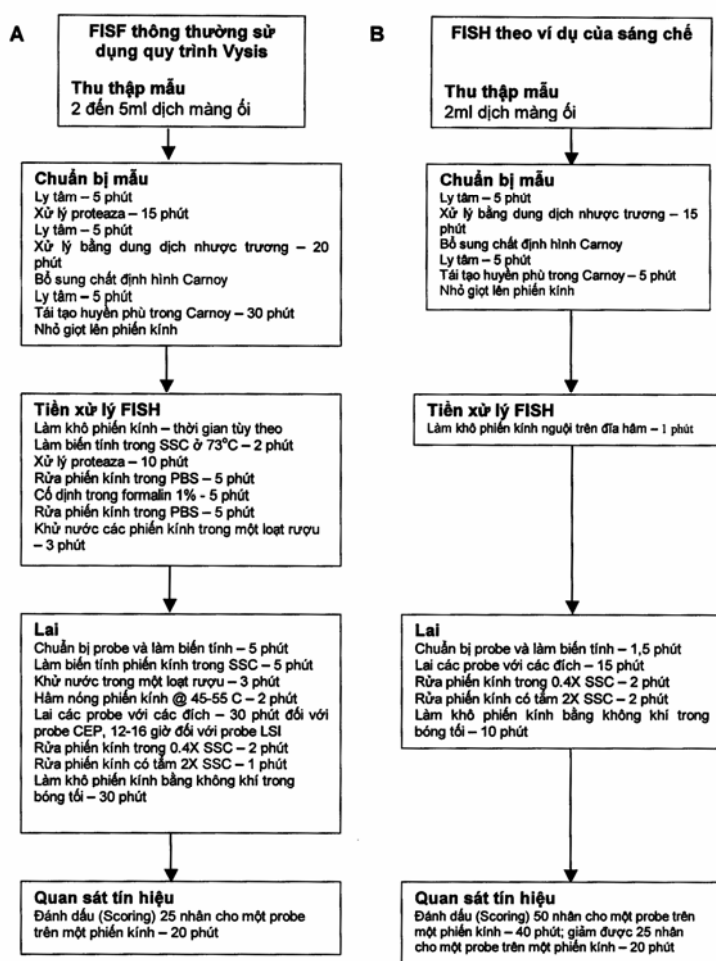 A
FISF thông thường sử
dụng quy trình Vysis
Thu thập mẫu
2 đến 5ml dịch màng ối
Chuẩn bị mẫu
Ly tâm – 5 phút
Xử lý proteaza – 15 phút
Ly tâm – 5 phút
Xử lý bằng dung dịch nhược trương – 20
phút
Bổ sung chất định hình Carnoy
Ly tâm – 5 phút
Tái tạo huyền phù trong Carnoy – 30 phút
Nhỏ giọt lên phiến kính
Tiền xử lý FISH
Làm khô phiến kính – thời gian tùy theo
Làm biến tính trong SSC ở 73°C – 2 phút
Xử lý proteaza – 10 phút
Rửa phiến kính trong PBS – 5 phút
Cố định trong formalin 1% - 5 phút
Rửa phiến kính trong PBS – 5 phút
Khử nước các phiến kính trong một loạt rượu
– 3 phút
Lai
Chuẩn bị probe và làm biến tính – 5 phút
Làm biến tính phiến kính trong SSC – 5 phút
Khử nước trong một loạt rượu – 3 phút
Hâm nóng phiến kính @ 45-55 C – 2 phút
Lai các probe với các đích – 30 phút đối với
probe CEP, 12-16 giờ đối với probe LSI
Rửa phiến kính trong 0.4X SSC – 2 phút
Rửa phiến kính có tẩm 2X SSC – 1 phút
Làm khô phiến kính bằng không khí trong
bóng tối – 30 phút
Quan sát tín hiệu
Đánh dấu (Scoring) 25 nhân cho một probe
trên một phiến kính – 20 phút
B
FISH theo ví dụ của sáng chế
Thu thập mẫu
2ml dịch màng ối
Chuẩn bị mẫu
Ly tâm – 5 phút
Xử lý bằng dung dịch nhược trương – 15
phút
Bổ sung chất định hình Carnoy
Ly tâm – 5 phút
Tái tạo huyền phù trong Carnoy – 5 phút
Nhỏ giọt lên phiến kính
Tiền xử lý FISH
Làm khô phiến kính nguội trên đĩa hâm – 1 phút
Lai
Chuẩn bị probe và làm biến tính – 1,5 phút
Lai các probe với các đích – 15 phút
Rửa phiến kính trong 0.4X SSC – 2 phút
Rửa phiến kính có tẩm 2X SSC – 2 phút
Làm khô phiến kính bằng không khí trong
bóng tối – 10 phút
Quan sát tín hiệu
Đánh dấu (Scoring) 50 nhân cho một probe trên
một phiến kính – 40 phút; giảm được 25 nhân
cho một probe trên một phiến kính – 20 phút